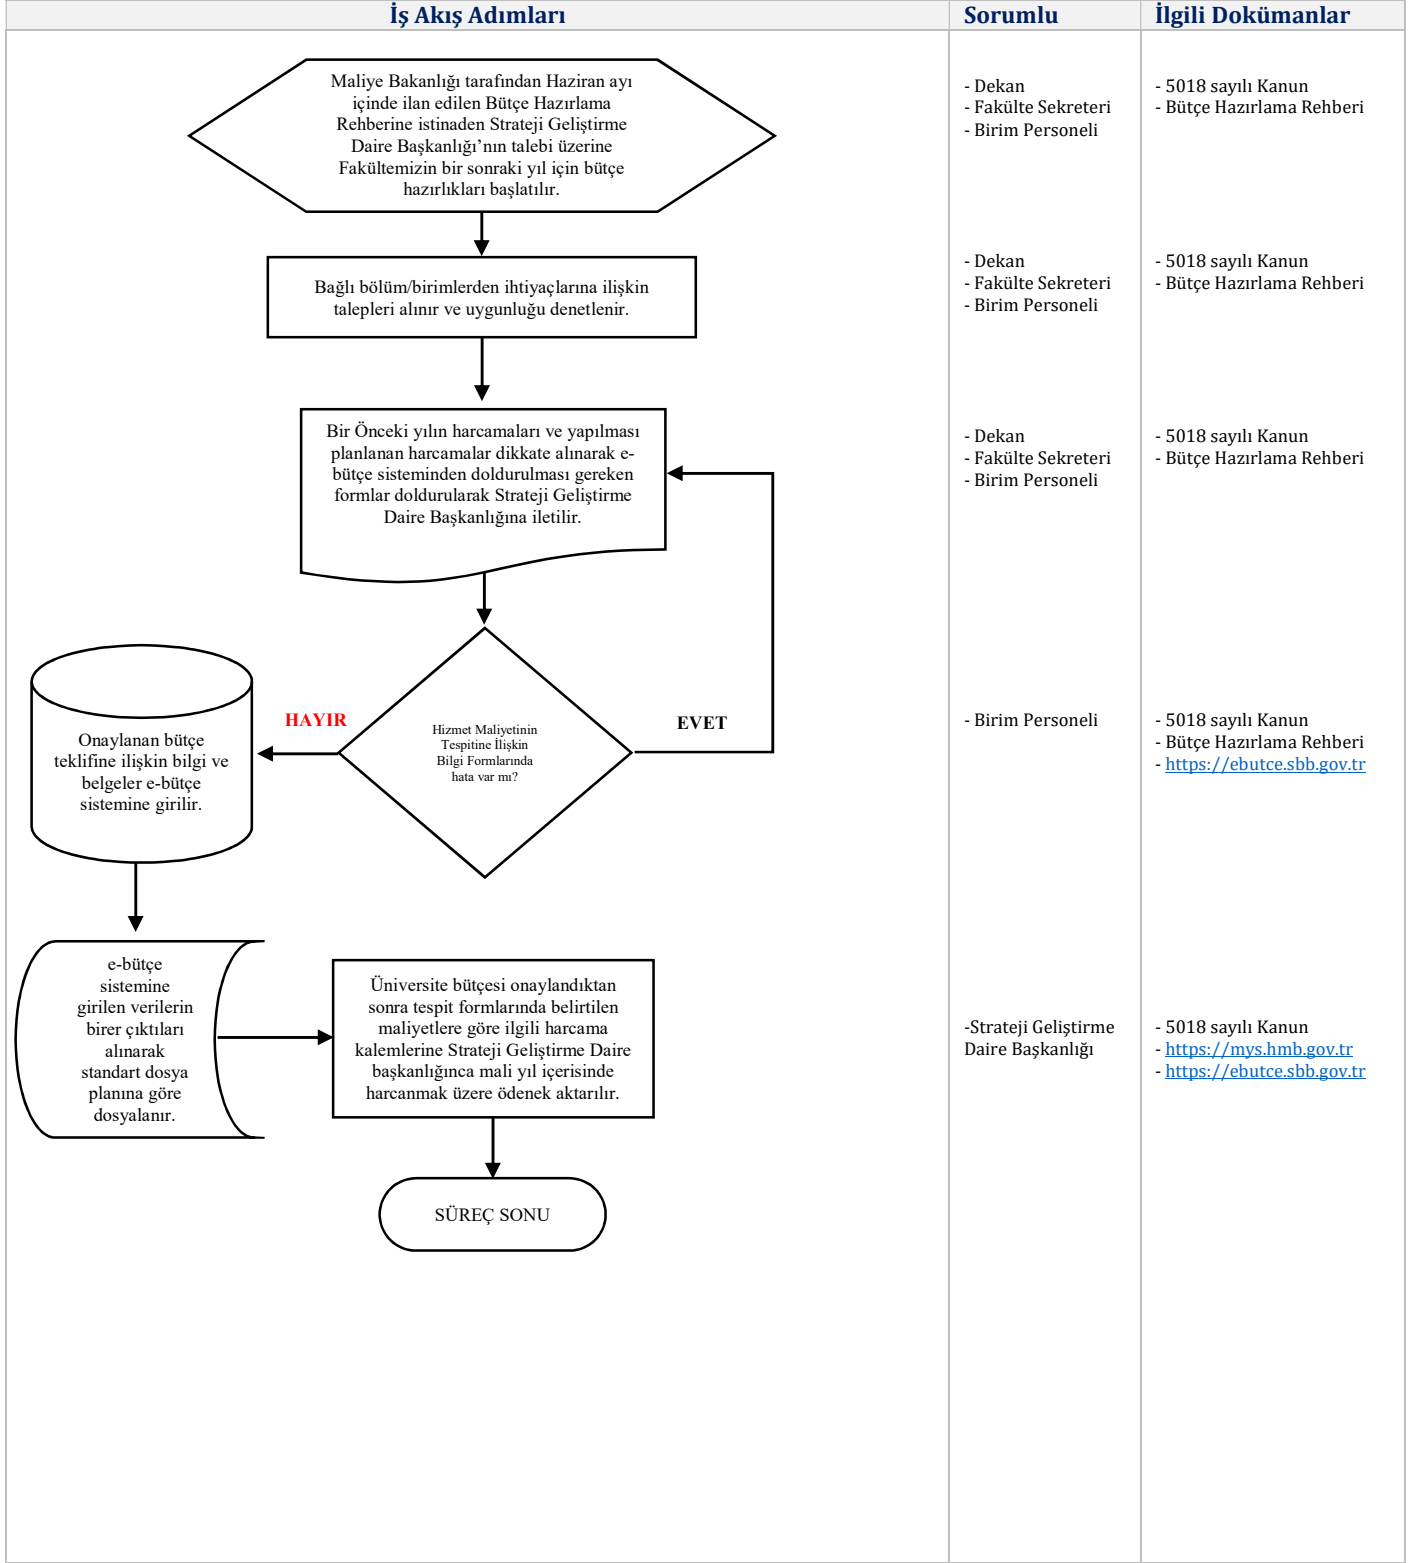 İş Akış Adımları
Sorumlu
İlgili Dokümanlar
Maliye Bakanlığı tarafından Haziran ayı
içinde ilan edilen Bütçe Hazırlama
Rehberine istinaden Strateji Geliştirme
Daire Başkanlığı’nın talebi üzerine
Fakültemizin bir sonraki yıl için bütçe
hazırlıkları başlatılır.
- Dekan
- Fakülte Sekreteri
- Birim Personeli
- 5018 sayılı Kanun
- Bütçe Hazırlama Rehberi
Bağlı bölüm/birimlerden ihtiyaçlarına ilişkin
talepleri alınır ve uygunluğu denetlenir.
- Dekan
- Fakülte Sekreteri
- Birim Personeli
- 5018 sayılı Kanun
- Bütçe Hazırlama Rehberi
Bir Önceki yılın harcamaları ve yapılması
planlanan harcamalar dikkate alınarak e-
bütçe sisteminden doldurulması gereken
formlar doldurularak Strateji Geliştirme
Daire Başkanlığına iletilir.
- Dekan
- Fakülte Sekreteri
- Birim Personeli
- 5018 sayılı Kanun
- Bütçe Hazırlama Rehberi
Hizmet Maliyetinin
Tespitine İlişkin
Bilgi Formlarında
hata var mı?
HAYIR
EVET
Onaylanan bütçe
teklifine ilişkin bilgi ve
belgeler e-bütçe
sistemine girilir.
- Birim Personeli
- 5018 sayılı Kanun
- Bütçe Hazırlama Rehberi
- https://ebutce.sbb.gov.tr
e-bütçe
sistemine
girilen verilerin
birer çıktıları
alınarak
standart dosya
planına göre
dosyalanır.
Üniversite bütçesi onaylandıktan
sonra tespit formlarında belirtilen
maliyetlere göre ilgili harcama
kalemlerine Strateji Geliştirme Daire
başkanlığınca mali yıl içerisinde
harcanmak üzere ödenek aktarılır.
-Strateji Geliştirme
Daire Başkanlığı
- 5018 sayılı Kanun
- https://mys.hmb.gov.tr
- https://ebutce.sbb.gov.tr
SÜREÇ SONU